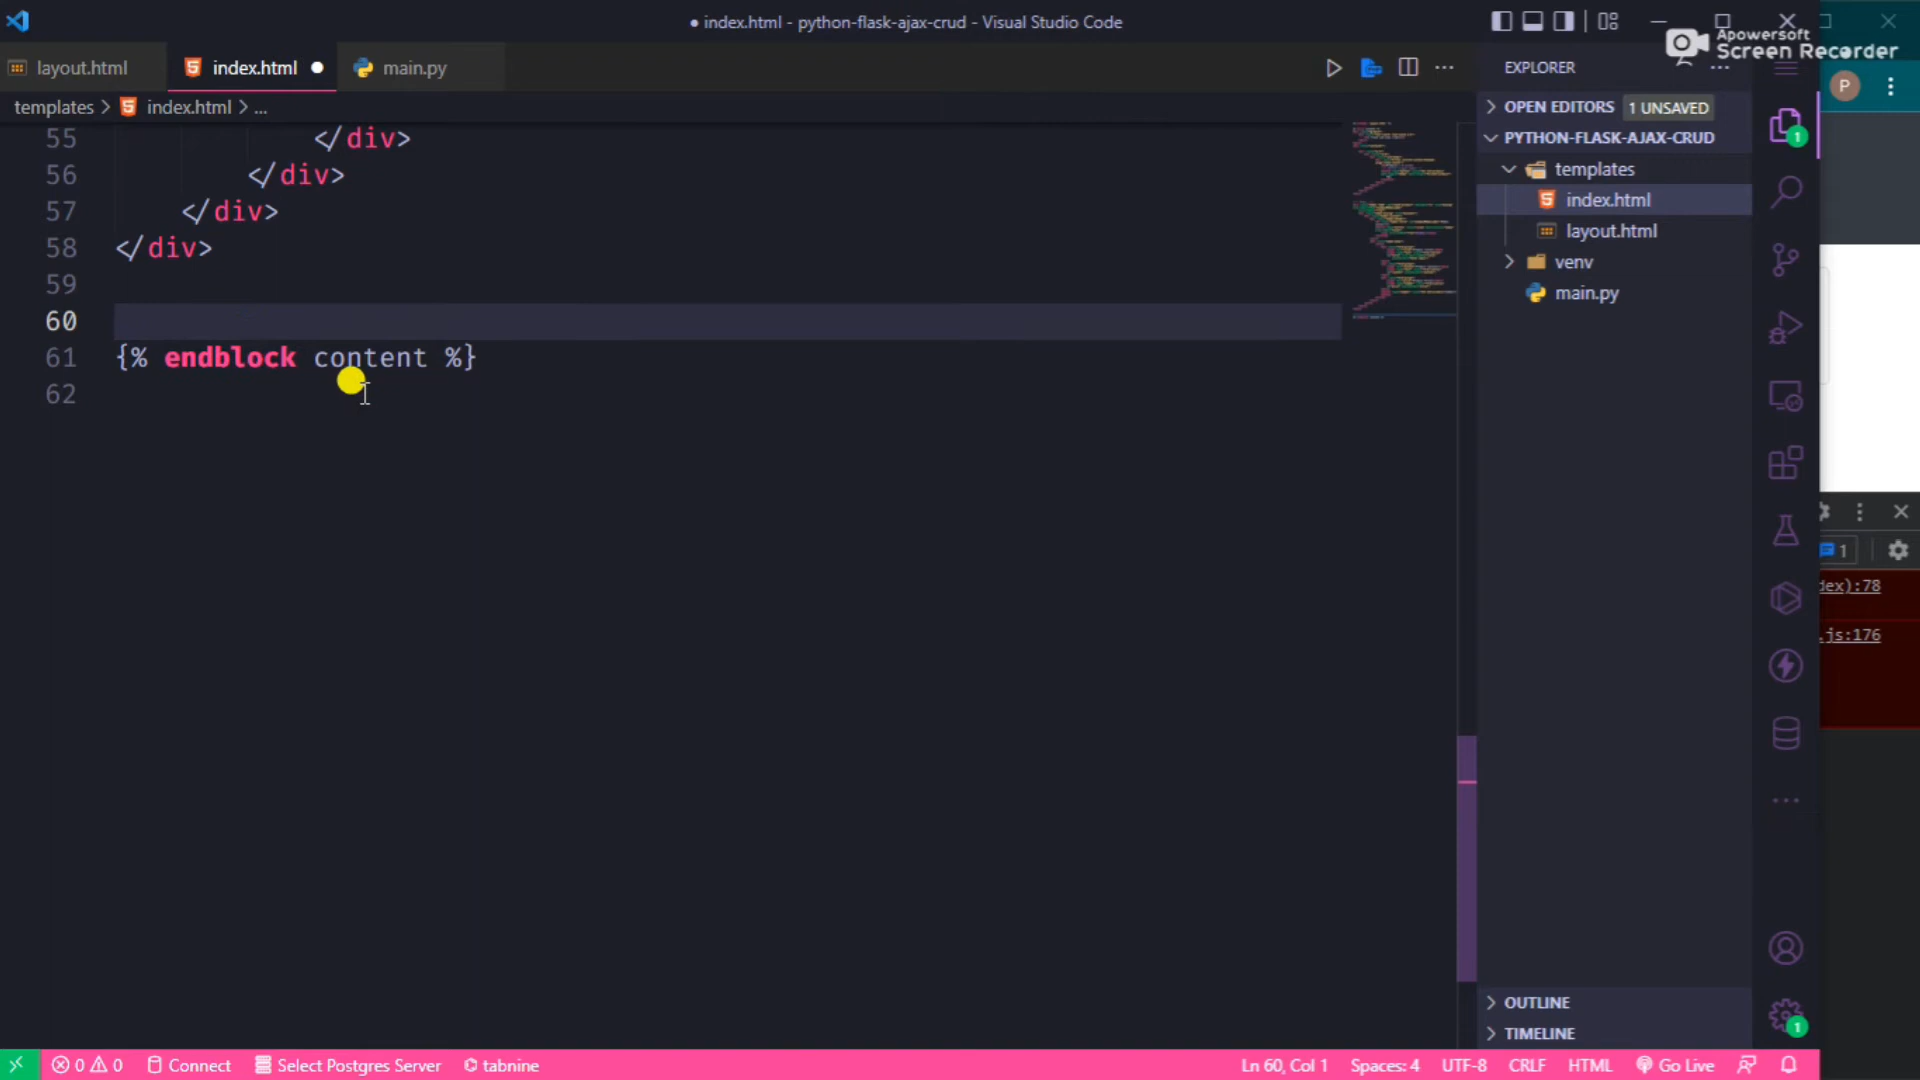 ● index.html - python-flask-ajax-crud - Visual Studio Code
Apowersoft
Screen Recorder
layout.html
index.html
main.py
EXPLORER
P
templates > index.html > ...
OPEN EDITORS 1 UNSAVED
PYTHON-FLASK-AJAX-CRUD
templates
index.html
layout.html
venv
main.py
55 </div>
56 </div>
57 </div>
58 </div>
59
60
61 {% endblock content %}
62
1
1
dex):78
.js:176
OUTLINE
TIMELINE
1
0 0 Connect Select Postgres Server tabnine Ln 60, Col 1 Spaces: 4 UTF-8 CRLF HTML Go Live